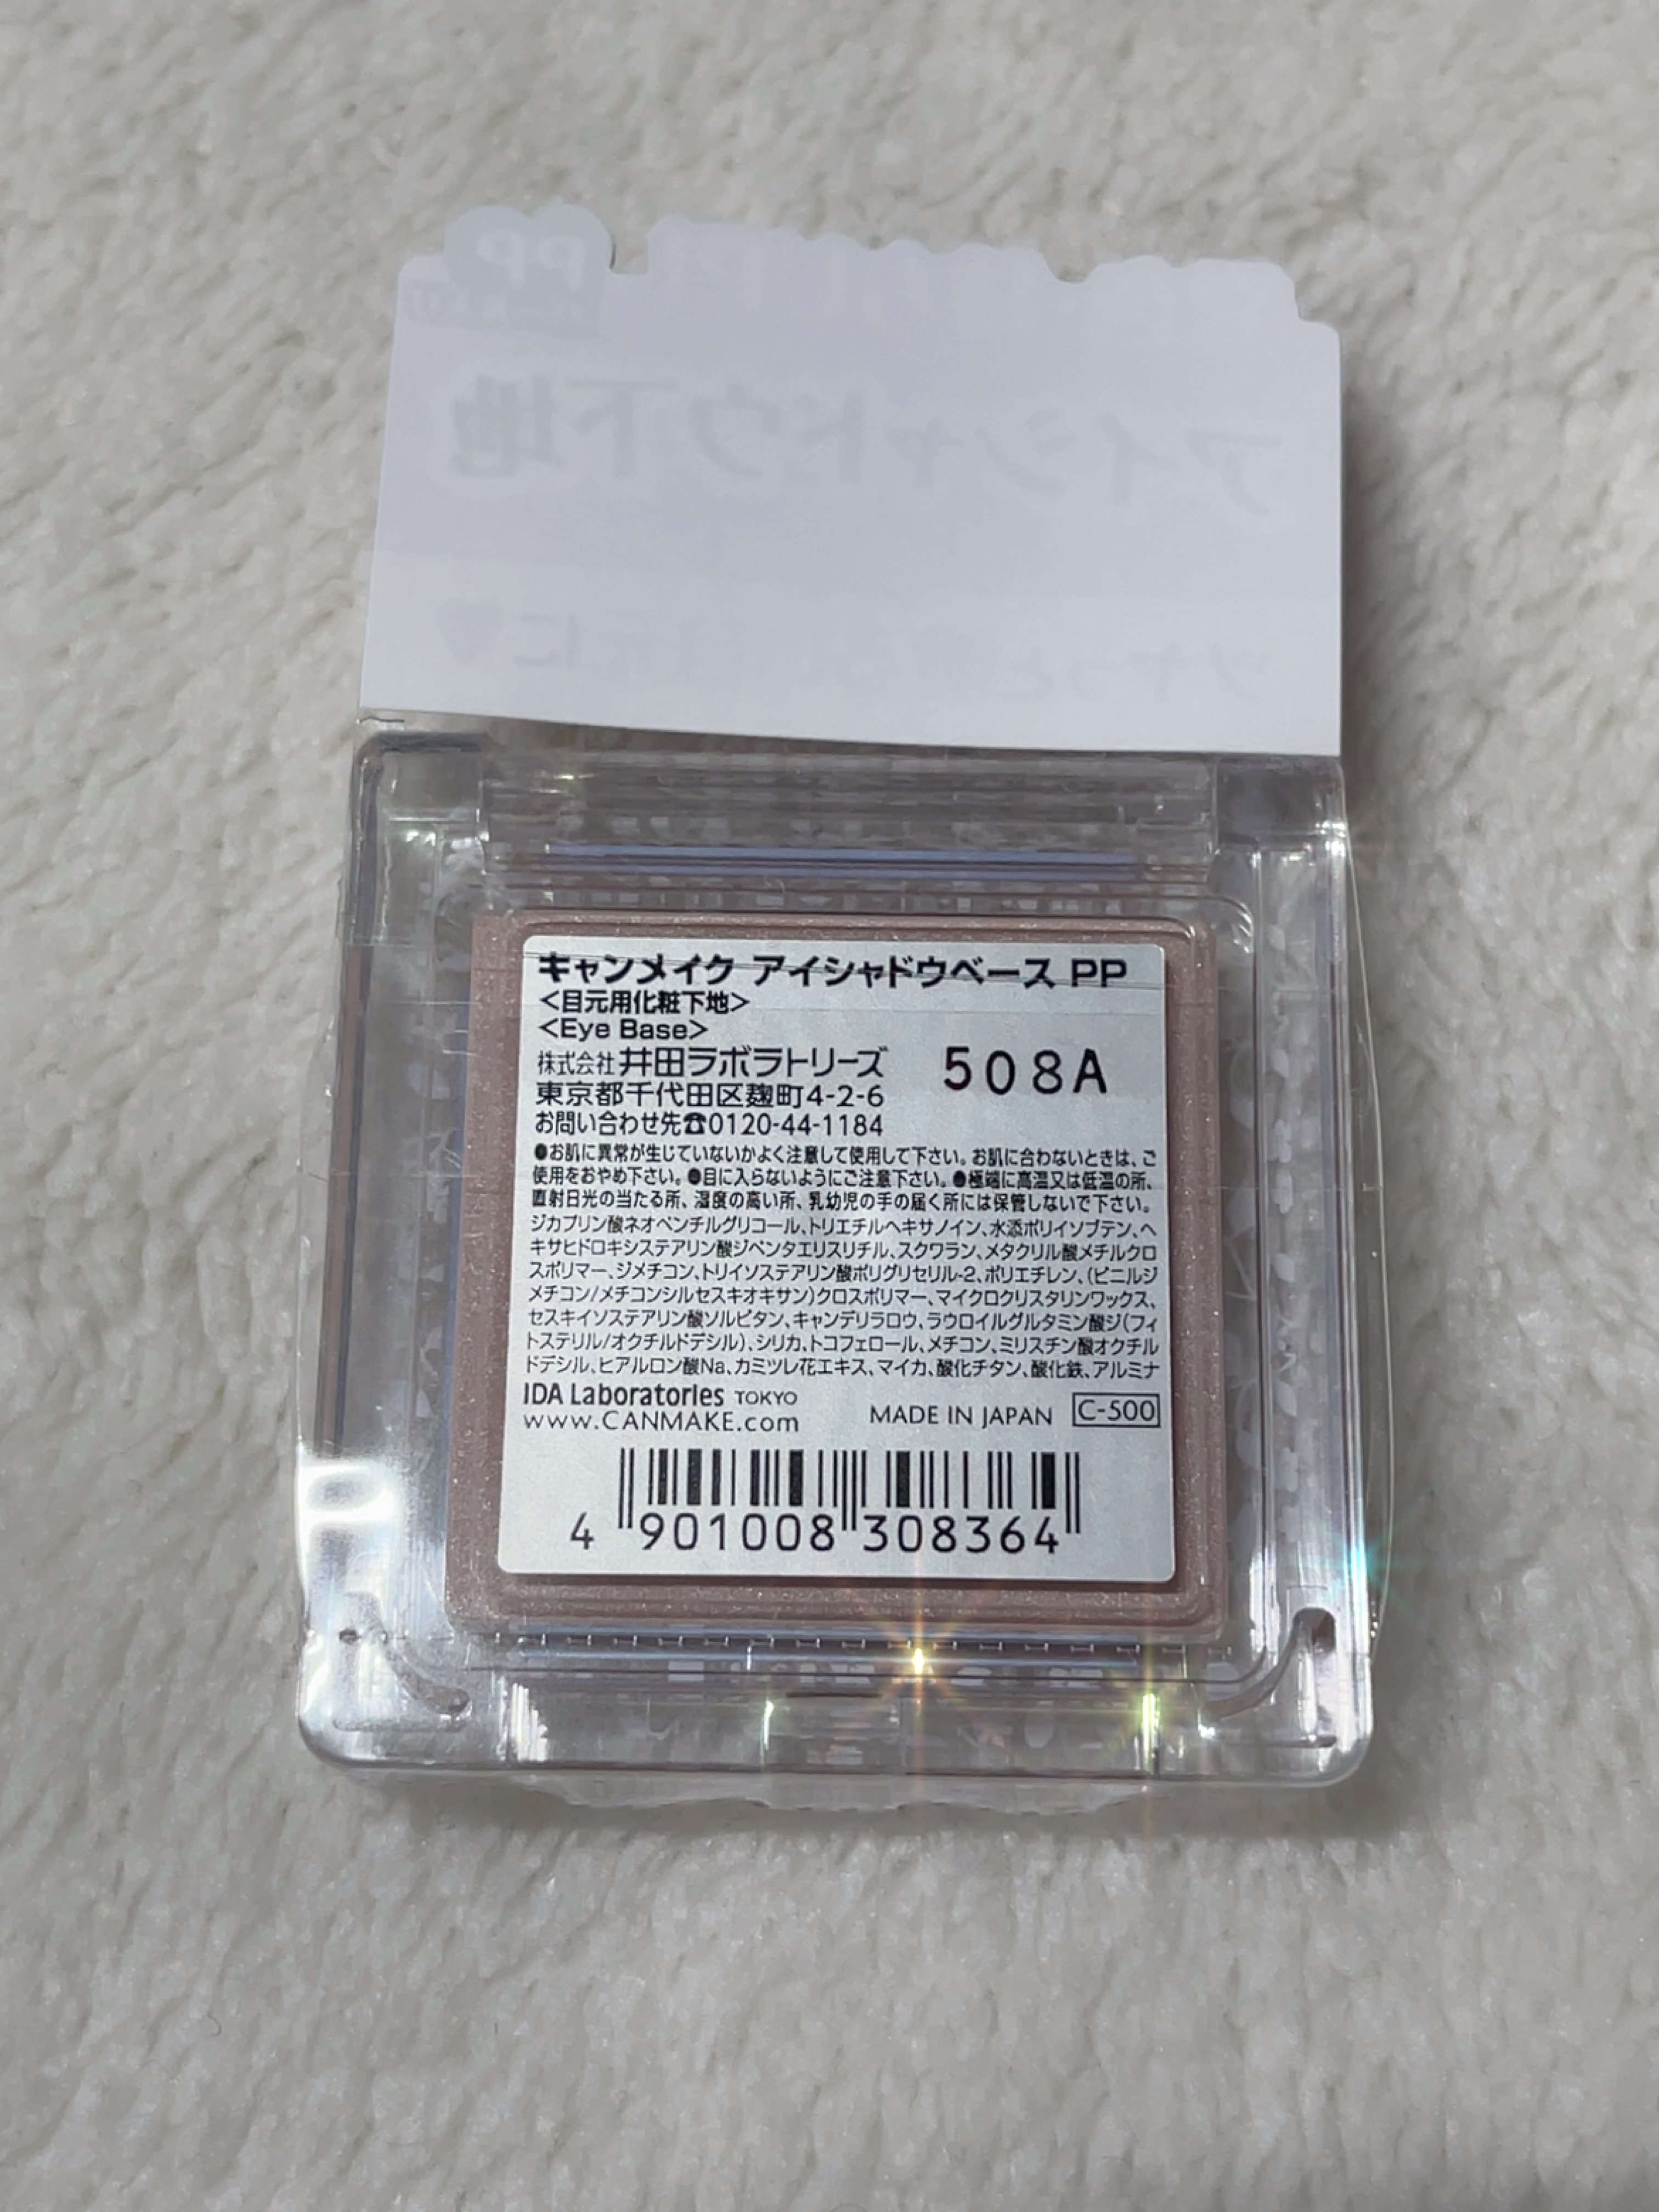 キャンメイク アイシャドウベース PP
<目元用化粧下地>
<Eye Base>
株式会社 井田ラボラトリーズ
508A
東京都千代田区麹町4-2-6
お問い合わせ先☎0120-44-1184
●お肌に異常が生じていないかよく注意して使用して下さい。お肌に合わないときは、ご
使用をおやめ下さい。●目に入らないようにご注意下さい。●極端に高温又は低温の所、
直射日光の当たる所、湿度の高い所、乳幼児の手の届く所には保管しないで下さい。
ジカプリン酸ネオペンチルグリコール、トリエチルヘキサノイン、水添ポリイソブテン、ヘ
キサヒドロキシステアリン酸ジペンタエリスリチル、スクワラン、メタクリル酸メチルクロ
スポリマー、ジメチコン、トリイソステアリン酸ポリグリセリル-2、ポリエチレン、(ビニルジ
メチコン/メチコンシルセスキオキサン)クロスポリマー、マイクロクリスタリンワックス、
セスキイソステアリン酸ソルビタン、キャンデリラロウ、ラウロイルグルタミン酸ジ(フィ
トステリル/オクチルドデシル)、シリカ、トコフェロール、メチコン、ミリスチン酸オクチル
ドデシル、ヒアルロン酸Na、カミツレ花エキス、マイカ、酸化チタン、酸化鉄、アルミナ
IDA Laboratories TOKYO
www.CANMAKE.com MADE IN JAPAN C-500
4 901008 308364
PP
アイシャドウ下地